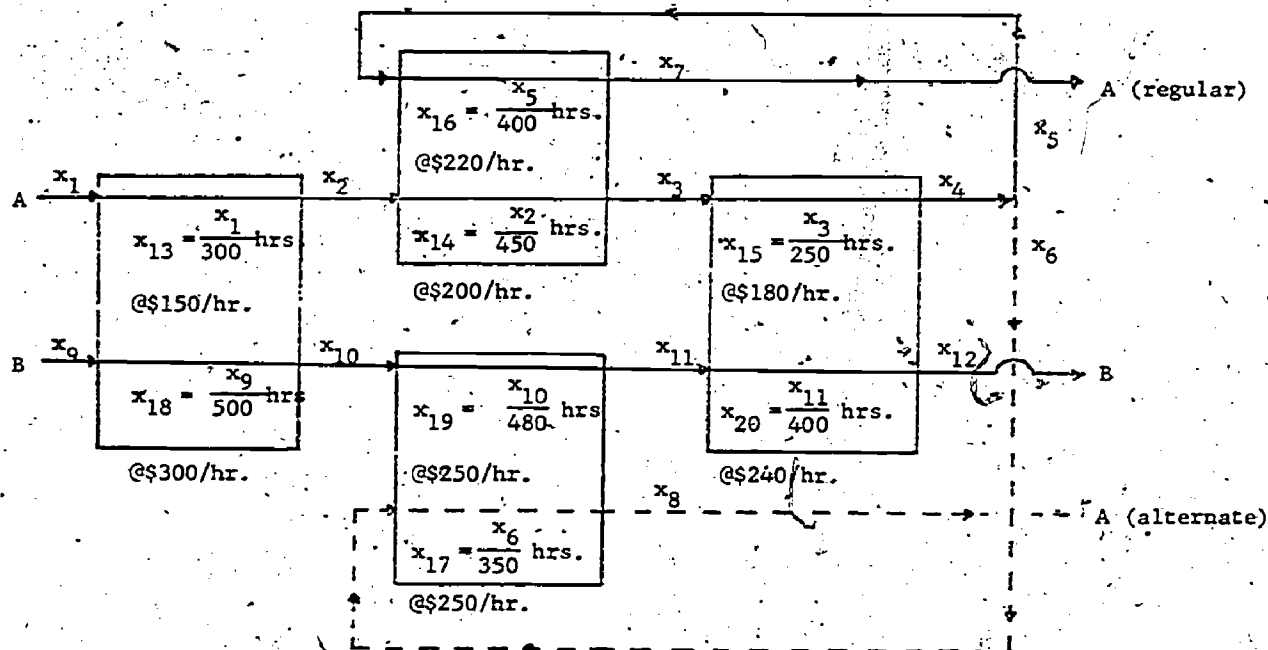 x7
A (regular)
x16 = x5/400 hrs.
x5
@$220/hr.
x1
x2
x3
x4
A
x13 = x1/300 hrs
x14 = x2/450 hrs.
x15 = x3/250 hrs.
x6
@$150/hr.
@$200/hr.
@$180/hr.
x9
x10
x11
x12
B
B
x18 = x9/500 hrs
x19 = x10/480 hrs
x20 = x11/400 hrs.
@$300/hr.
@$250/hr.
@$240/hr.
x8
A (alternate)
x17 = x6/350 hrs.
@$250/hr.